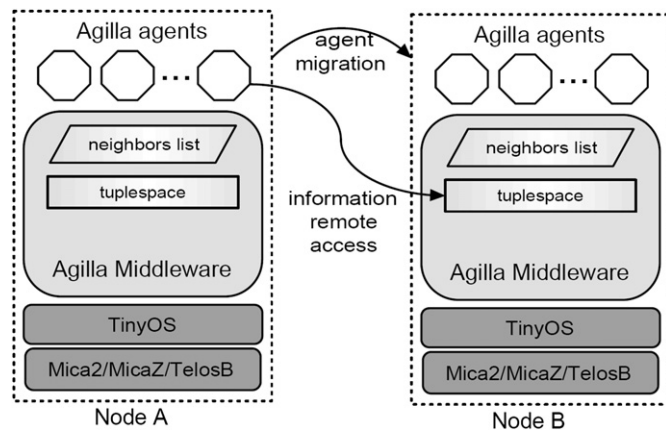 Agilla agents
neighbors list
tuplespace
Agilla Middleware
TinyOS
Mica2/MicaZ/TelosB
Node A
agent
migration
information
remote
access
Agilla agents
neighbors list
tuplespace
Agilla Middleware
TinyOS
Mica2/MicaZ/TelosB
Node B